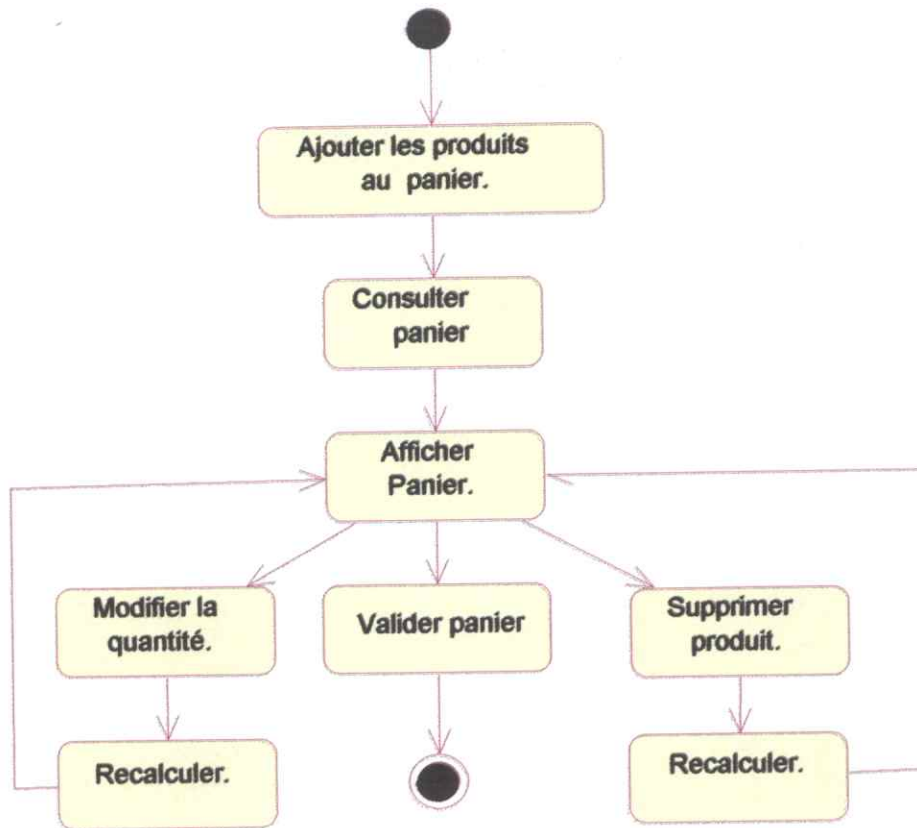 Ajouter les produits
au panier.
Consulter
panier
Afficher
Panier.
Modifier la
quantité.
Valider panier
Supprimer
produit.
Recalculer.
Recalculer.